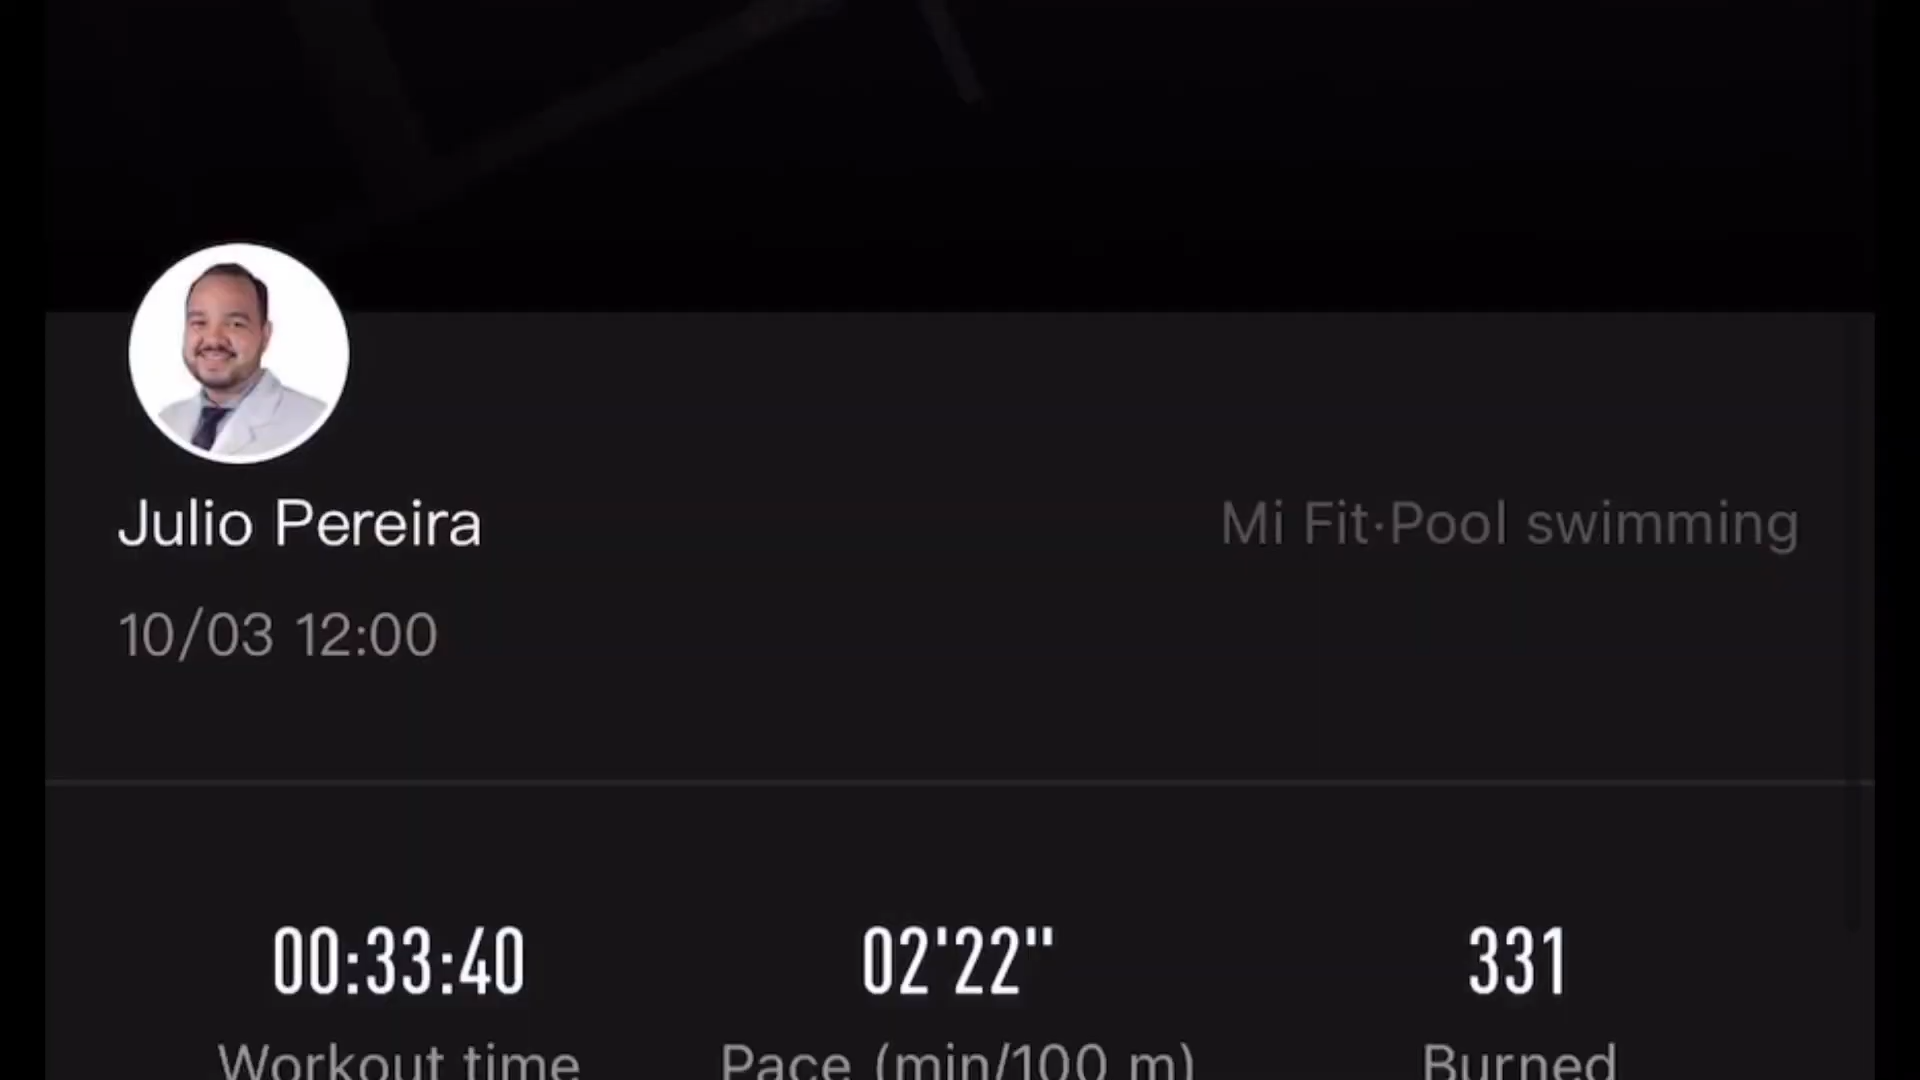 Julio Pereira
Mi Fit·Pool swimming
10/03 12:00
00:33:40
02'22"
331
Workout time
Pace (min/100 m)
Burned